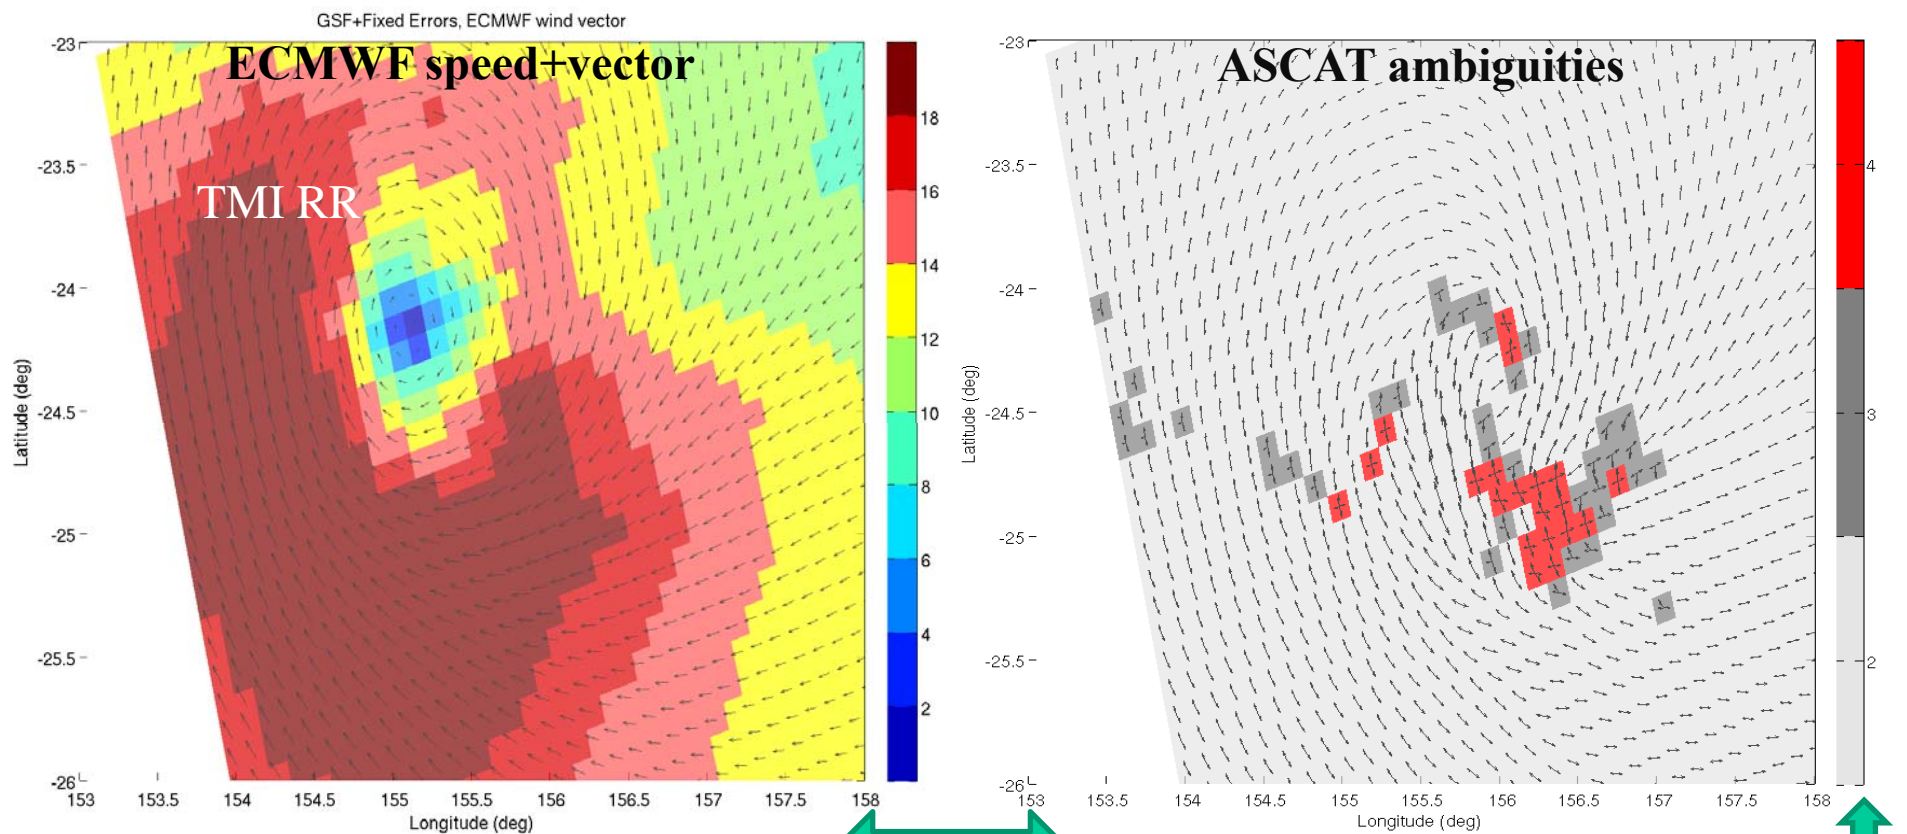 GSF+Fixed Errors, ECMWF wind vector
ECMWF speed+vector
TMI RR
Latitude (deg)
-23
-23.5
-24
-24.5
-25
-25.5
-26
153 153.5 154 154.5 155 155.5 156 156.5 157 157.5 158
Longitude (deg)
18
16
14
12
10
8
6
4
2
ASCAT ambiguities
Latitude (deg)
-23
-23.5
-24
-24.5
-25
-25.5
-26
153 153.5 154 154.5 155 155.5 156 156.5 157 157.5 158
Longitude (deg)
4
3
2